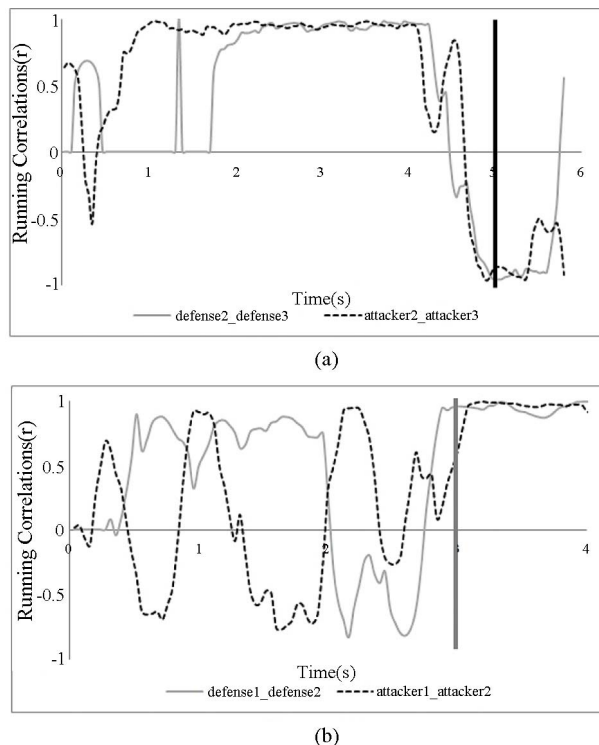 Running Correlations(r)
1
0.5
0
-0.5
-1
0 1 2 3 4 5 6
Time(s)
defense2_defense3 attacker2_attacker3
(a)
Running Correlations(r)
1
0.5
0
-0.5
-1
0 1 2 3 4
Time(s)
defense1_defense2 attacker1_attacker2
(b)